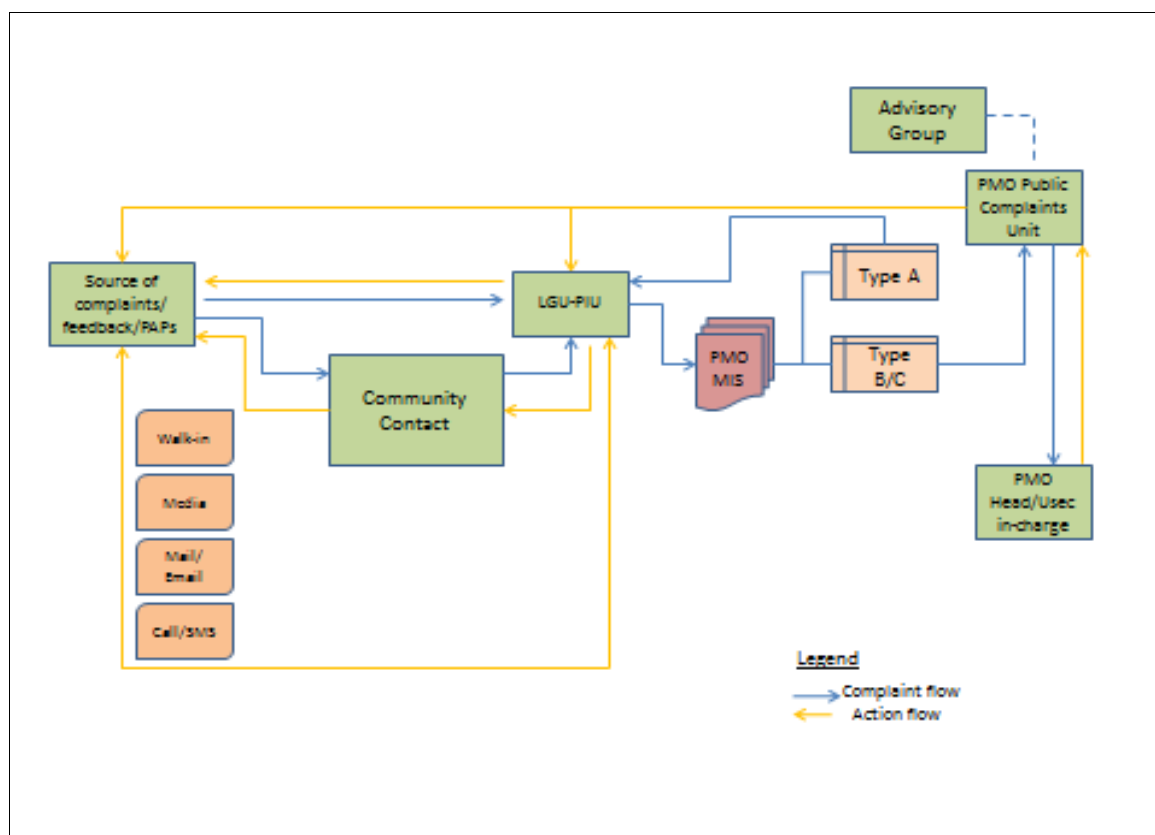 Advisory
Group
PMO Public
Complaints
Unit
Source of
complaints/
feedback/PAPs
LGU-PIU
Type A
PMO
MIS
Type
B/C
Community
Contact
Walk-in
Media
Mail/
Email
Call/SMS
PMO
Head/Usec
in-charge
Legend
Complaint flow
Action flow